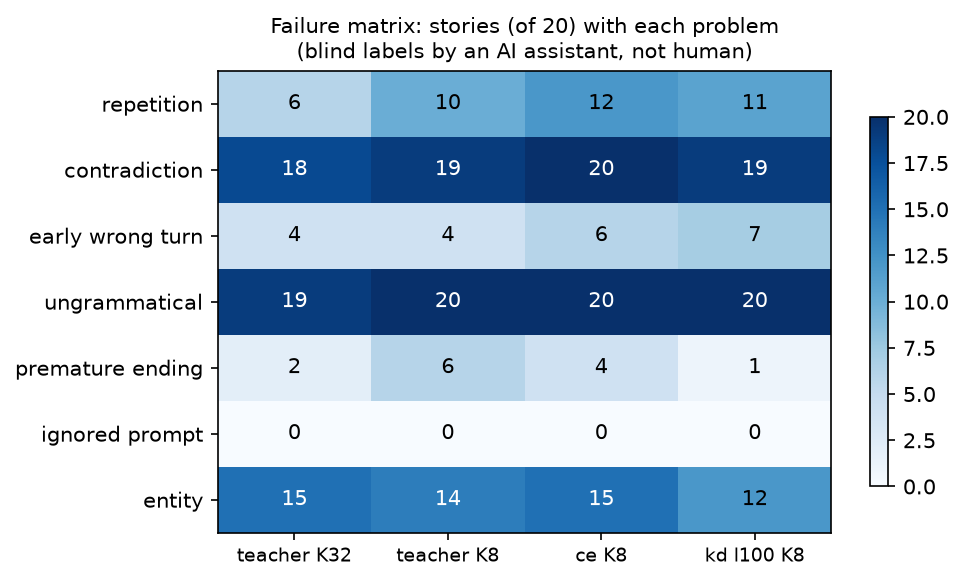 Failure matrix: stories (of 20) with each problem
(blind labels by an AI assistant, not human)
repetition 6 10 12 11
contradiction 18 19 20 19
early wrong turn 4 4 6 7
ungrammatical 19 20 20 20
premature ending 2 6 4 1
ignored prompt 0 0 0 0
entity 15 14 15 12
teacher K32 teacher K8 ce K8 kd l100 K8
20.0
17.5
15.0
12.5
10.0
7.5
5.0
2.5
0.0